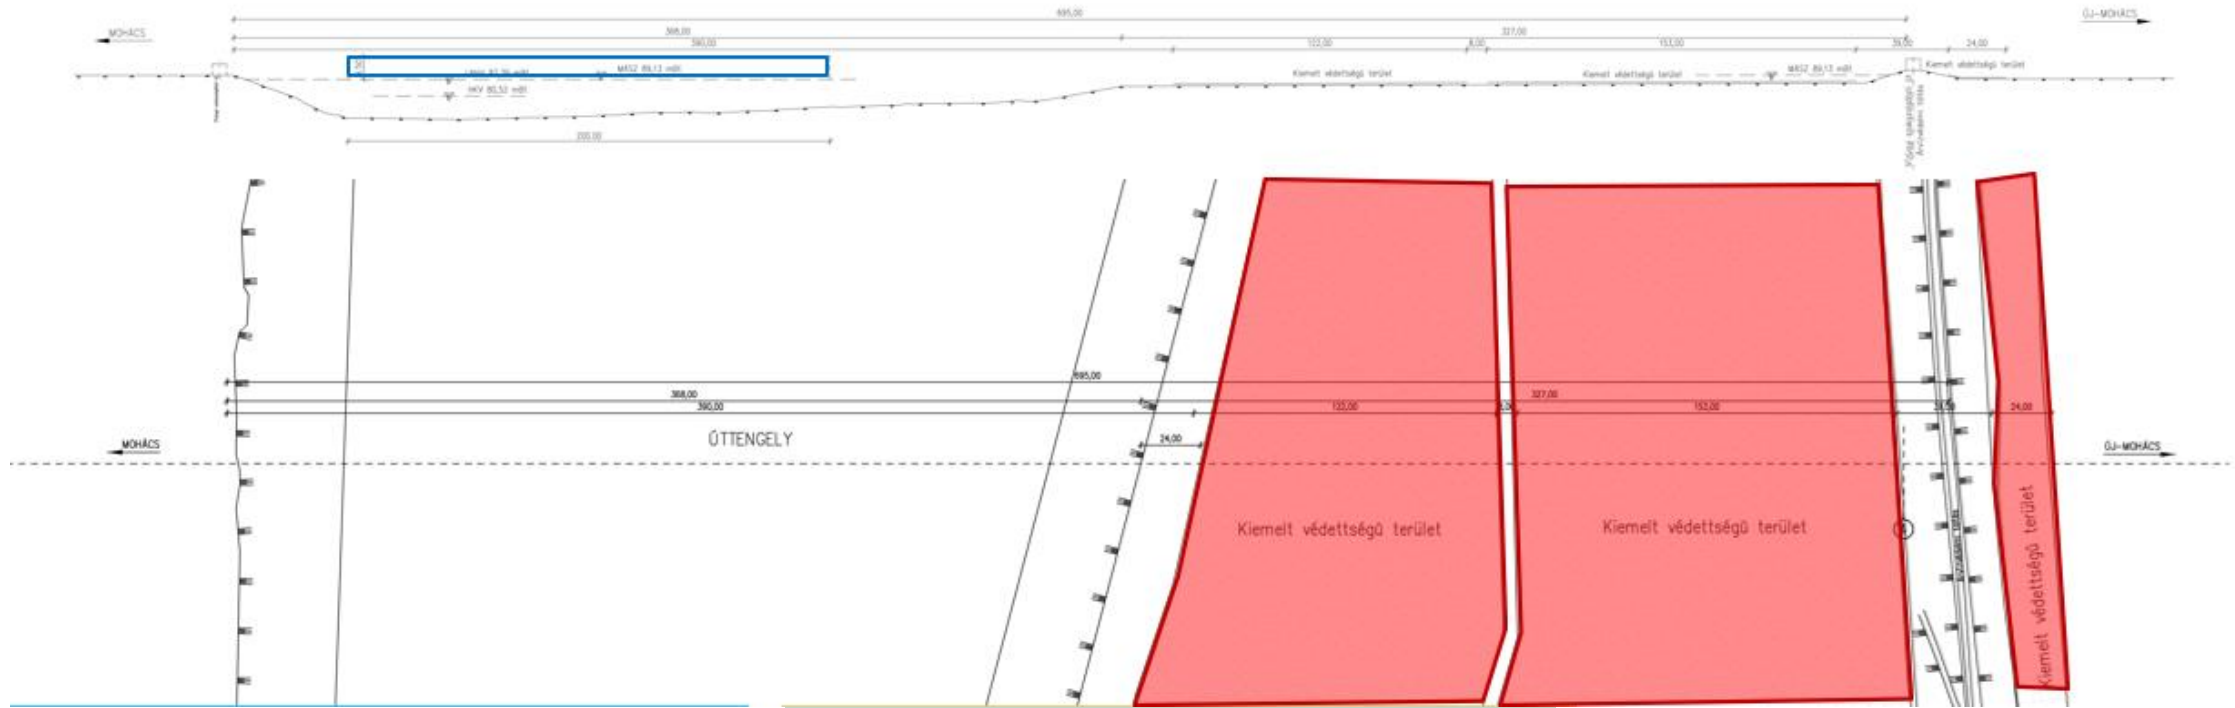 695,00
ÚJ-MOHÁCS
MOHÁCS
368,00
327,00
390,00
122,00
8,00
153,00
39,00
24,00
MÁSZ 89,13 mBf.
Kiemelt védettségű terület
Kiemelt védettségű terület
MÁSZ 89,13 mBf.
Kiemelt védettségű terület
HKV 80,53 mBf.
200,00
695,00
368,00
327,00
390,00
122,00
152,00
24,00
ÚTTENGELY
24,00
MOHÁCS
ÚJ-MOHÁCS
Kiemelt védettségű terület
Kiemelt védettségű terület
Kiemelt védettségű terület